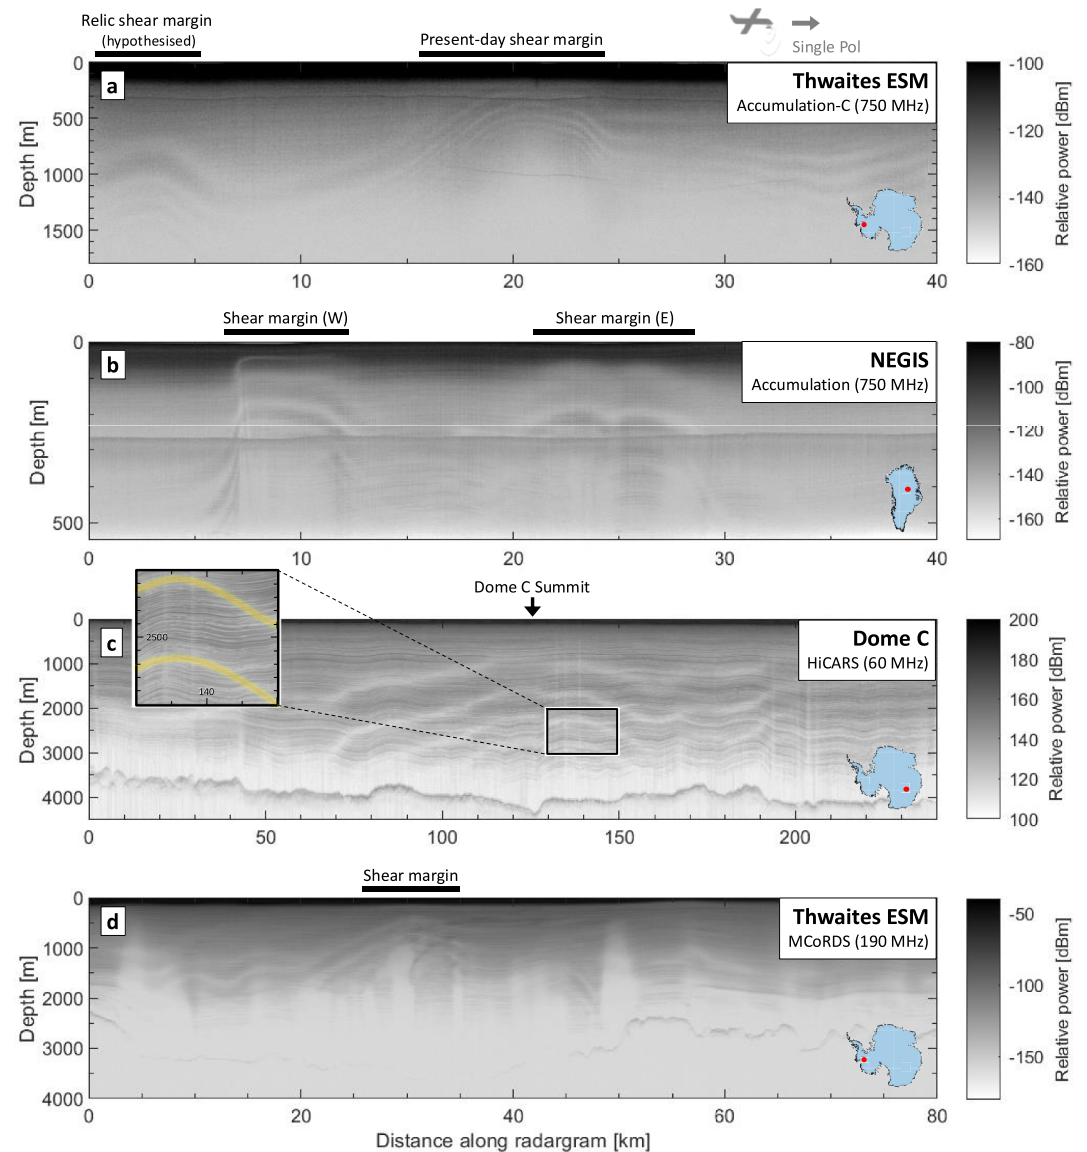 Relic shear margin
(hypothesised)
Present-day shear margin
Single Pol
a
Thwaites ESM
Accumulation-C (750 MHz)
0
500
1000
1500
Depth [m]
0
10
20
30
40
-100
-120
-140
-160
Relative power [dBm]
Shear margin (W)
Shear margin (E)
b
NEGIS
Accumulation (750 MHz)
0
500
Depth [m]
0
10
20
30
40
-80
-100
-120
-140
-160
Relative power [dBm]
Dome C Summit
c
2500
140
Dome C
HiCARS (60 MHz)
0
1000
2000
3000
4000
Depth [m]
0
50
100
150
200
200
180
160
140
120
100
Relative power [dBm]
Shear margin
d
Thwaites ESM
MCoRDS (190 MHz)
0
1000
2000
3000
4000
Depth [m]
0
20
40
60
80
Distance along radargram [km]
-50
-100
-150
Relative power [dBm]